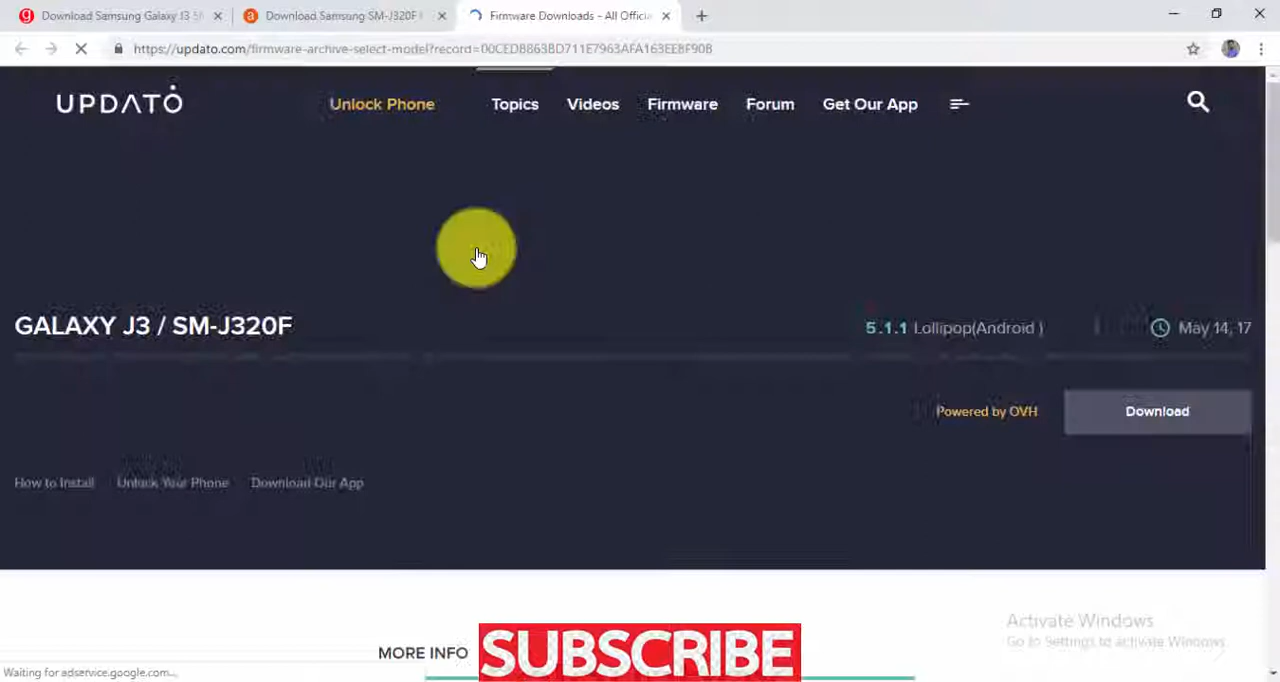 Download Samsung Galaxy J3 S
Download Samsung SM-J320F
Firmware Downloads - All Offici
https://updato.com/firmware-archive-select-model?record=00CEDB863BD711E7963AFA163EE8F90B
UPDATO
Unlock Phone
Topics
Videos
Firmware
Forum
Get Our App
GALAXY J3 / SM-J320F
5.1.1 Lollipop(Android )
May 14, 17
Powered by OVH
Download
How to Install
Unlock Your Phone
Download Our App
MORE INFO
SUBSCRIBE
Activate Windows
Go to Settings to activate Windows.
Waiting for adservice.google.com...